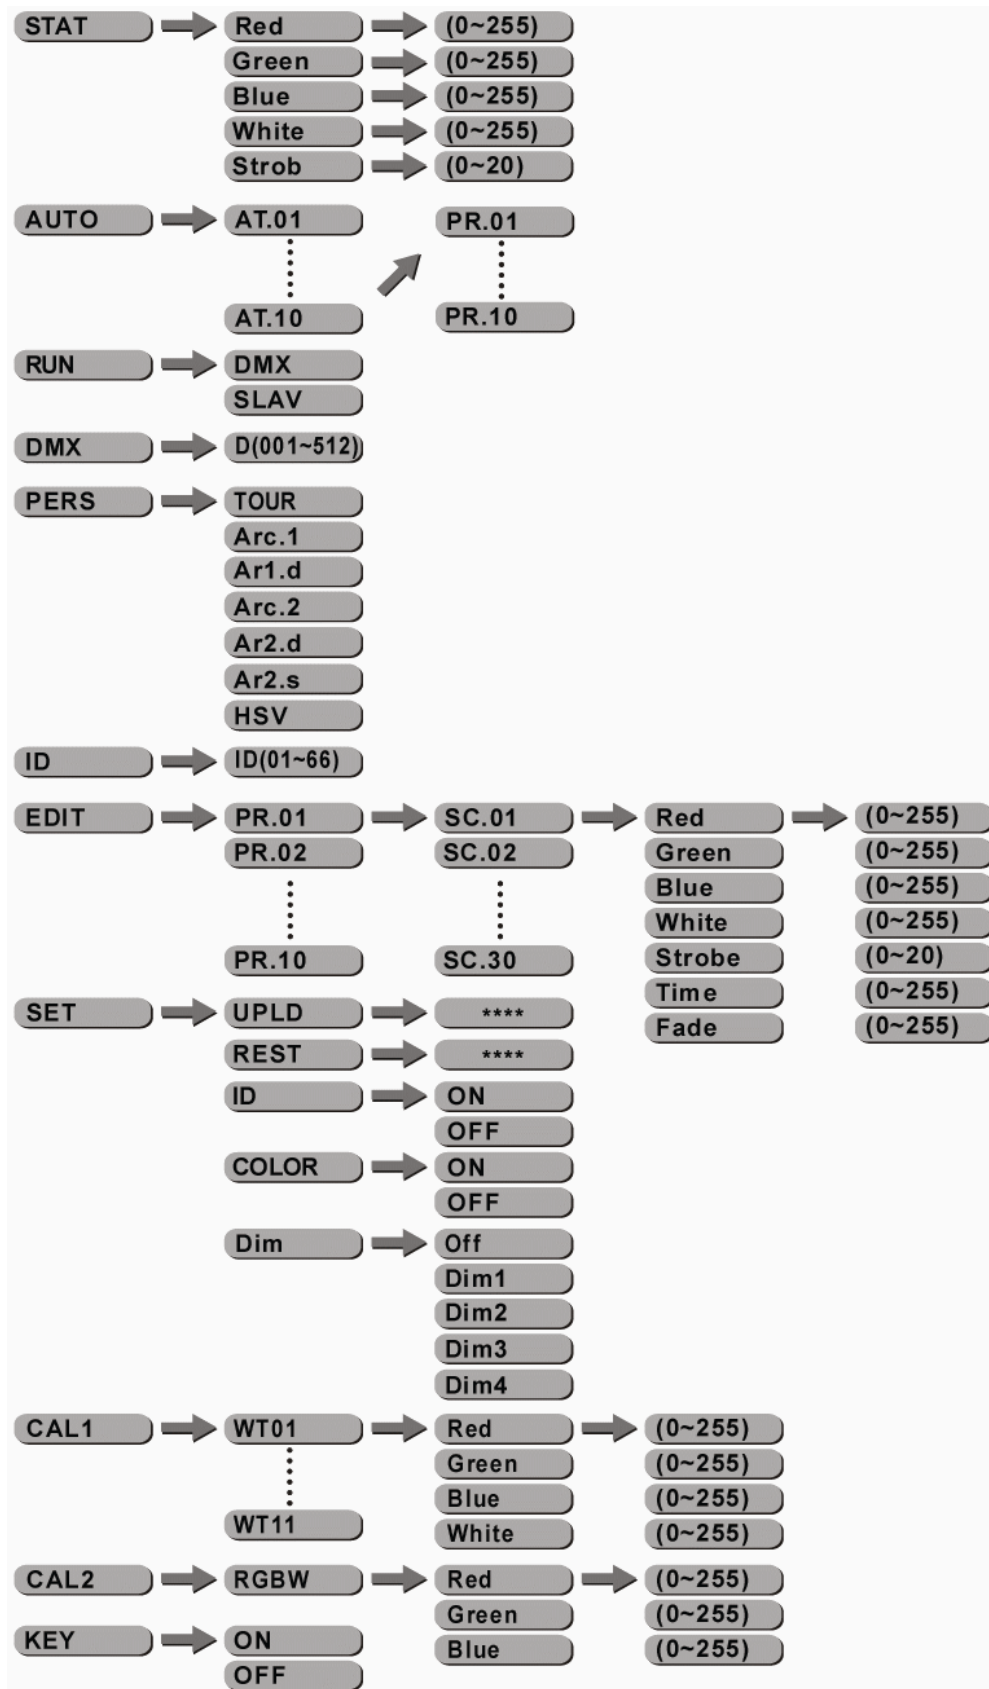 STAT Red (0~255)
Green (0~255)
Blue (0~255)
White (0~255)
Strob (0~20)
AUTO AT.01 PR.01
AT.10 PR.10
RUN DMX
SLAV
DMX D(001~512)
PERS TOUR
Arc.1
Ar1.d
Arc.2
Ar2.d
Ar2.s
HSV
ID ID(01~66)
EDIT PR.01 SC.01 Red (0~255)
PR.02 SC.02 Green (0~255)
Blue (0~255)
White (0~255)
PR.10 SC.30 Strobe (0~20)
Time (0~255)
SET UPLD **** Fade (0~255)
REST ****
ID ON
OFF
COLOR ON
OFF
Dim Off
Dim1
Dim2
Dim3
Dim4
CAL1 WT01 Red (0~255)
Green (0~255)
Blue (0~255)
WT11 White (0~255)
CAL2 RGBW Red (0~255)
Green (0~255)
KEY ON Blue (0~255)
OFF